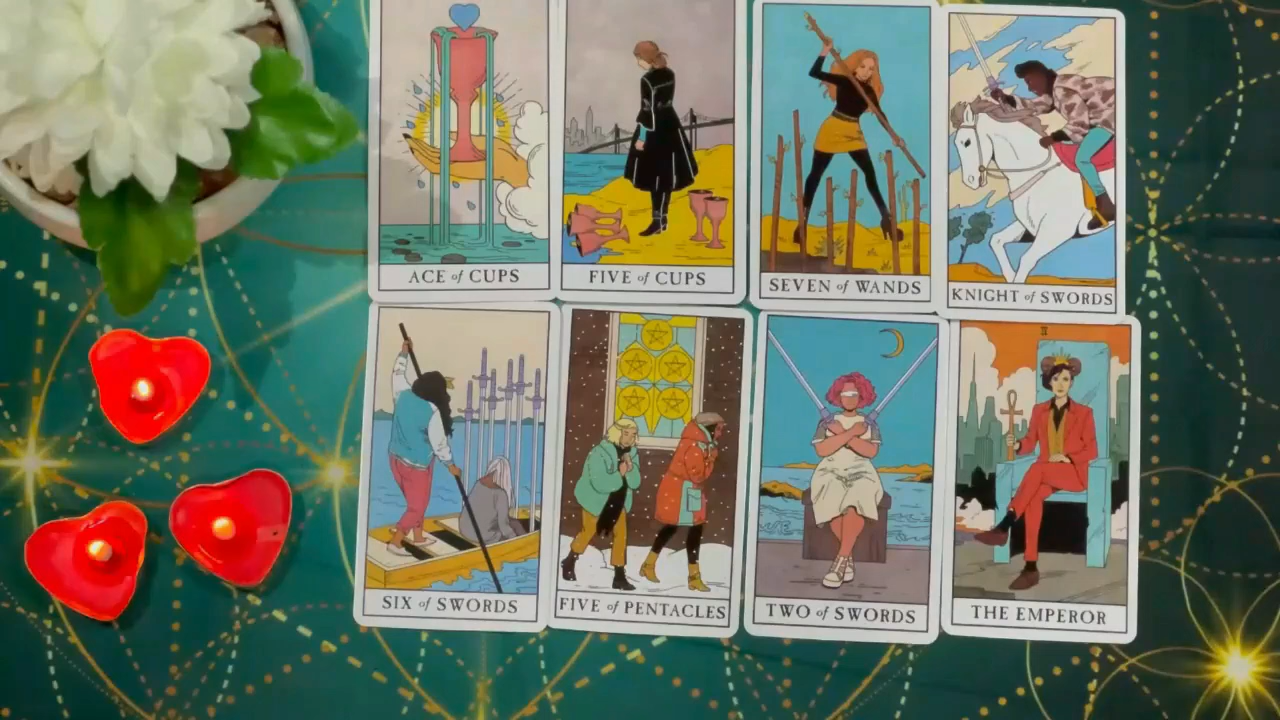 ACE of CUPS
FIVE of CUPS
SEVEN of WANDS
KNIGHT of SWORDS
SIX of SWORDS
FIVE of PENTACLES
TWO of SWORDS
THE EMPEROR